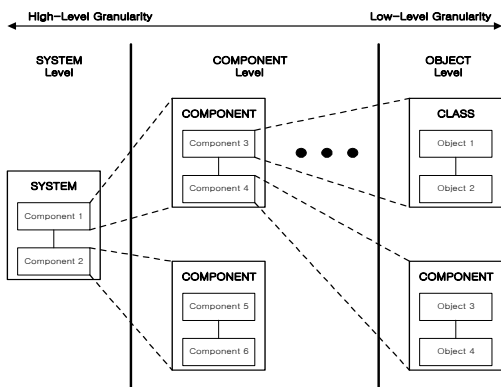 High-Level Granularity
Low-Level Granularity
SYSTEM
Level
COMPONENT
Level
OBJECT
Level
SYSTEM
Component 1
Component 2
COMPONENT
Component 3
Component 4
COMPONENT
Component 5
Component 6
CLASS
Object 1
Object 2
COMPONENT
Object 3
Object 4